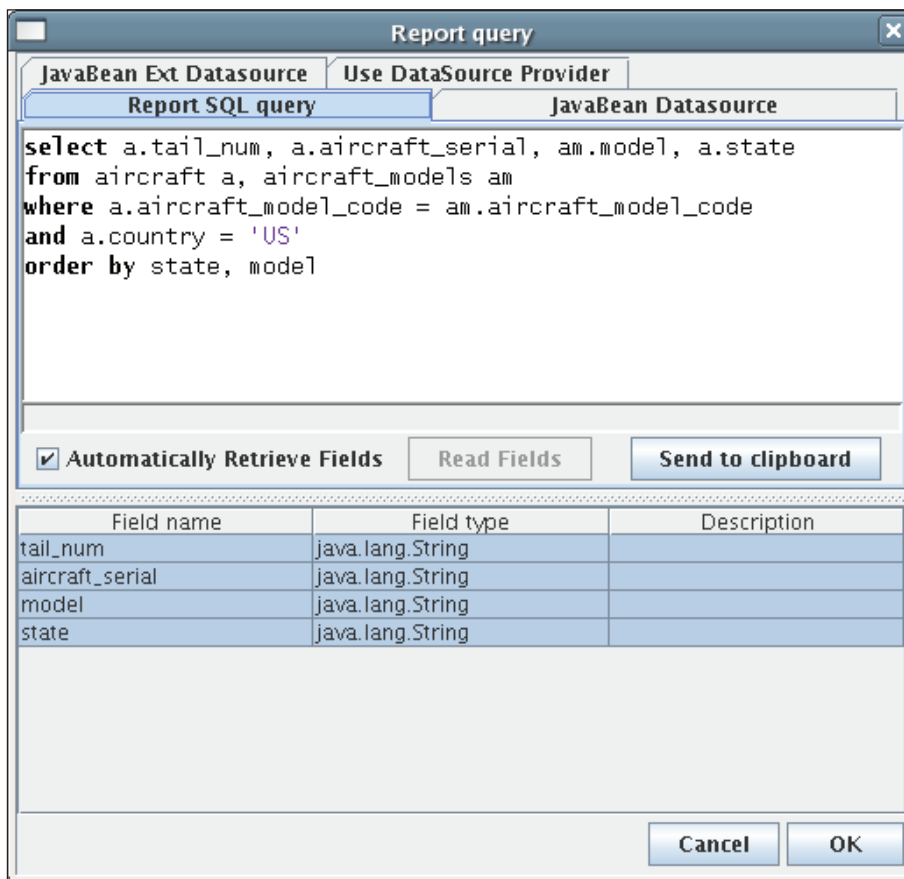 Report query
JavaBean Ext Datasource Use DataSource Provider
Report SQL query JavaBean Datasource
select a.tail_num, a.aircraft_serial, am.model, a.state
from aircraft a, aircraft_models am
where a.aircraft_model_code = am.aircraft_model_code
and a.country = 'US'
order by state, model
Automatically Retrieve Fields Read Fields Send to clipboard
Field name Field type Description
tail_num java.lang.String
aircraft_serial java.lang.String
model java.lang.String
state java.lang.String
Cancel OK